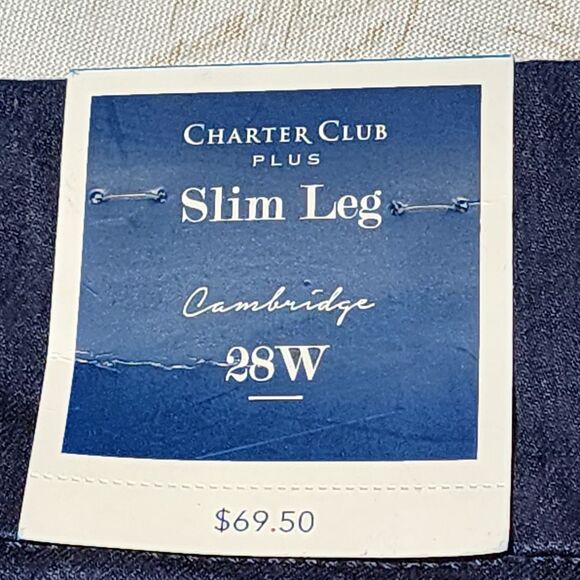 CHARTER CLUB
PLUS
Slim Leg
Cambridge
28W
$69.50